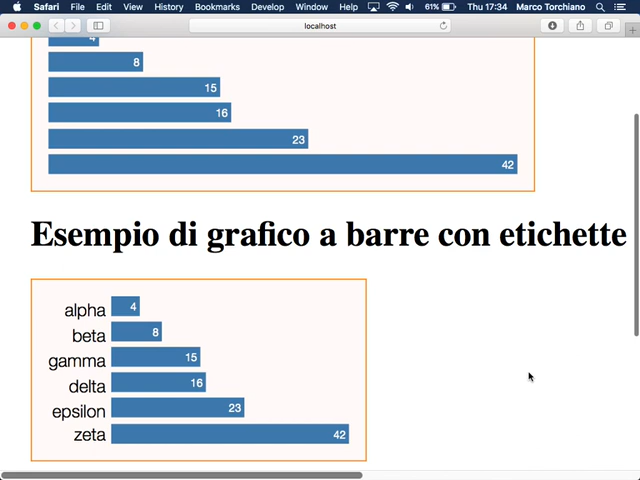 Safari File Edit View History Bookmarks Develop Window Help 61% Thu 17:34 Marco Torchiano
localhost
4
8
15
16
23
42
Esempio di grafico a barre con etichette
alpha 4
beta 8
gamma 15
delta 16
epsilon 23
zeta 42